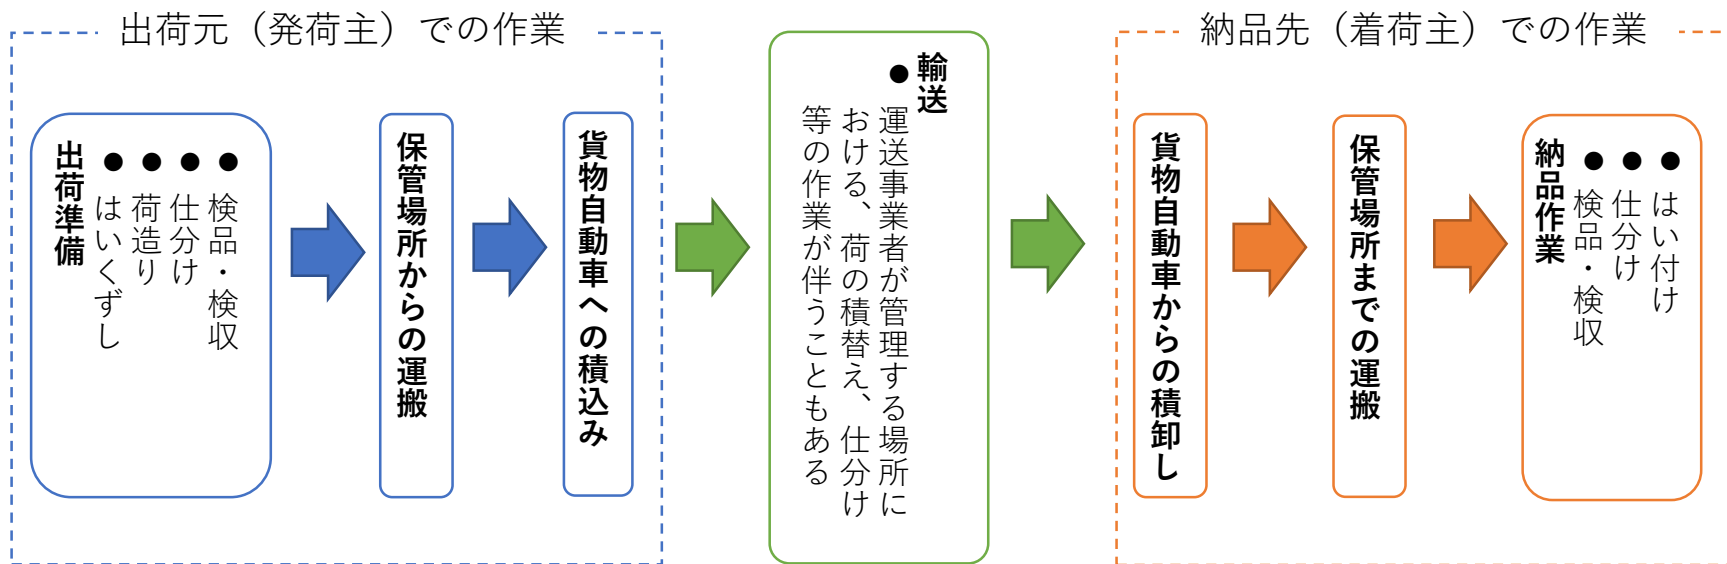 出荷元（発荷主）での作業
出荷準備
● はいくずし
● 荷造り
● 仕分け
● 検品・検収
保管場所からの運搬
貨物自動車への積込み
輸送
● 運送事業者が管理する場所に
おける、荷の積替え、仕分け
等の作業が伴うこともある
納品先（着荷主）での作業
貨物自動車からの積卸し
保管場所までの運搬
納品作業
● 検品・検収
● 仕分け
● はい付け